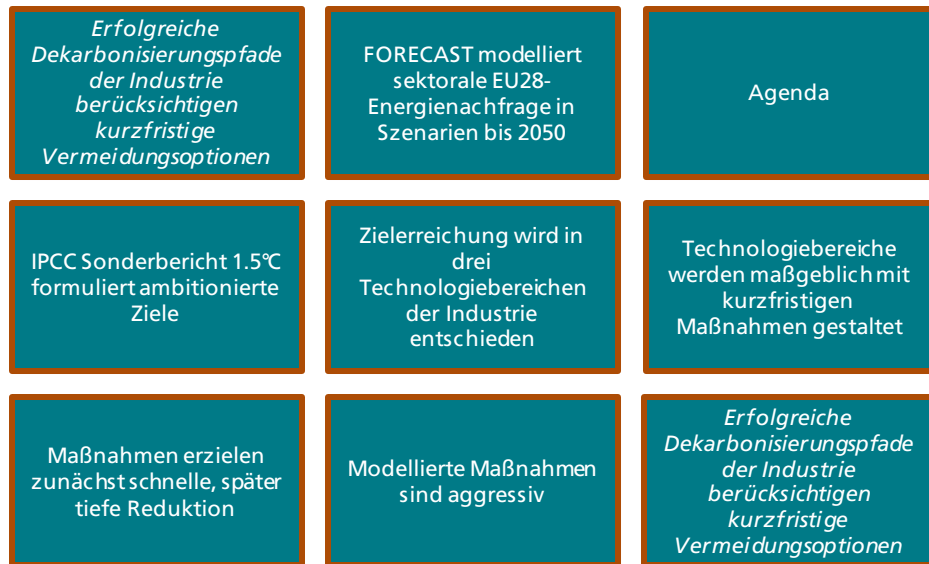 Erfolgreiche
Dekarbonisierungspfade
der Industrie
berücksichtigen
kurzfristige
Vermeidungsoptionen
FORECAST modelliert
sektorale EU28-
Energienachfrage in
Szenarien bis 2050
Agenda
IPCC Sonderbericht 1.5°C
formuliert ambitionierte
Ziele
Zielerreichung wird in
drei
Technologiebereichen
der Industrie
entschieden
Technologiebereiche
werden maßgeblich mit
kurzfristigen
Maßnahmen gestaltet
Maßnahmen erzielen
zunächst schnelle, später
tiefe Reduktion
Modellierte Maßnahmen
sind aggressiv
Erfolgreiche
Dekarbonisierungspfade
der Industrie
berücksichtigen
kurzfristige
Vermeidungsoptionen